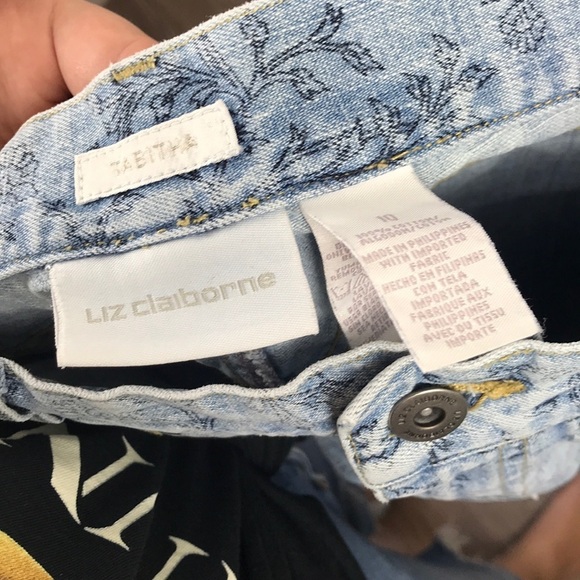 TABITHA
Liz claiborne
10
MADE IN PHILIPPINES
WITH IMPORTED
FABRIC
HECHO EN FILIPINAS
CON TELA
IMPORTADA
FABRIQUE AUX
PHILIPPINES
AVEC DU TISSU
IMPORTE